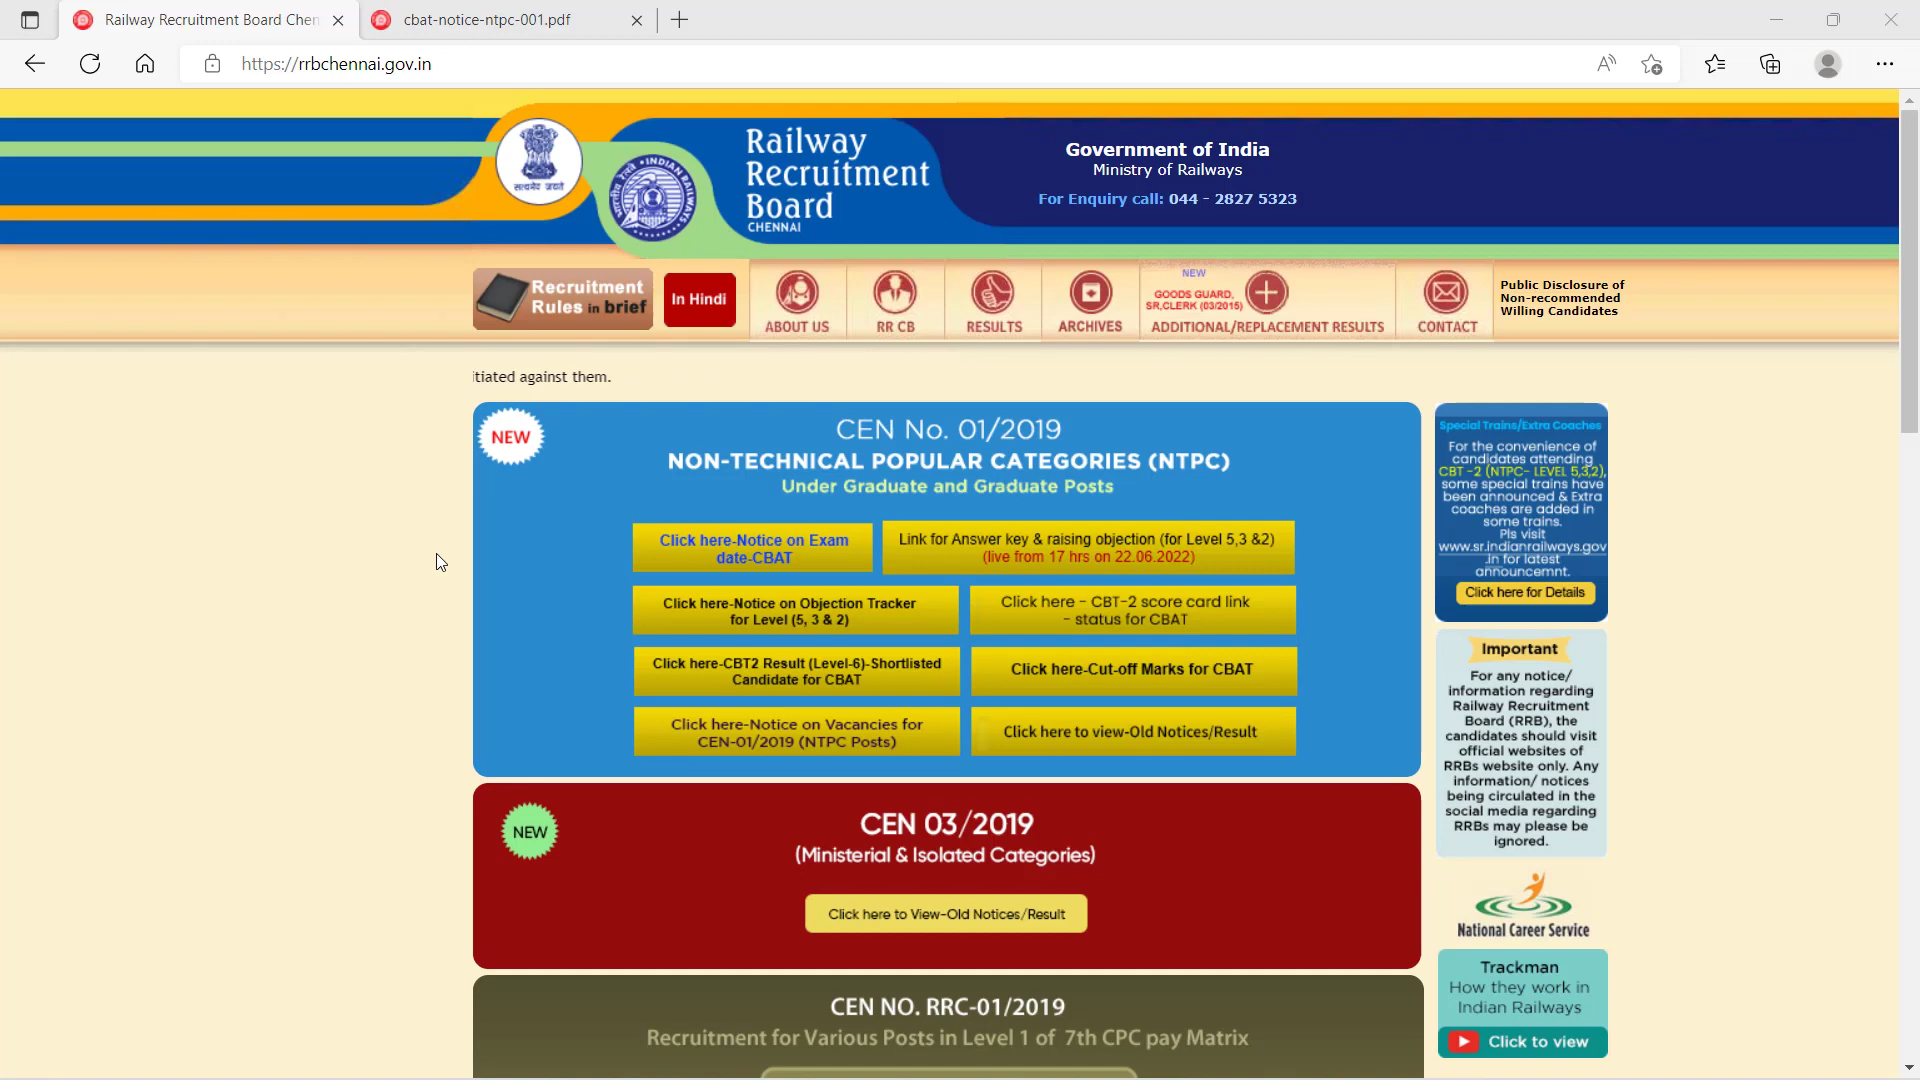 Railway Recruitment Board Chen
cbat-notice-ntpc-001.pdf
https://rrbchennai.gov.in
सत्यमेव जयते
INDIAN RAILWAYS
भारतीय रेल
Railway
Recruitment
Board
CHENNAI
Government of India
Ministry of Railways
For Enquiry call: 044 - 2827 5323
Recruitment
Rules in brief
In Hindi
ABOUT US
RR CB
RESULTS
ARCHIVES
NEW
GOODS GUARD,
SR,CLERK (03/2015)
ADDITIONAL/REPLACEMENT RESULTS
CONTACT
Public Disclosure of
Non-recommended
Willing Candidates
itiated against them.
NEW
CEN No. 01/2019
NON-TECHNICAL POPULAR CATEGORIES (NTPC)
Under Graduate and Graduate Posts
Click here-Notice on Exam
date-CBAT
Link for Answer key & raising objection (for Level 5,3 &2)
(live from 17 hrs on 22.06.2022)
Click here-Notice on Objection Tracker
for Level (5, 3 & 2)
Click here - CBT-2 score card link
- status for CBAT
Click here-CBT2 Result (Level-6)-Shortlisted
Candidate for CBAT
Click here-Cut-off Marks for CBAT
Click here-Notice on Vacancies for
CEN-01/2019 (NTPC Posts)
Click here to view-Old Notices/Result
NEW
CEN 03/2019
(Ministerial & Isolated Categories)
Click here to View-Old Notices/Result
CEN NO. RRC-01/2019
Recruitment for Various Posts in Level 1 of 7th CPC pay Matrix
Special Trains/Extra Coaches
For the convenience of
candidates attending
CBT -2 (NTPC- LEVEL 5,3,2),
some special trains have
been announced & Extra
coaches are added in
some trains.
Pls visit
www.sr.indianrailways.gov
.in for latest
announcemnt.
Click here for Details
Important
For any notice/
information regarding
Railway Recruitment
Board (RRB), the
candidates should visit
official websites of
RRBs website only. Any
information/ notices
being circulated in the
social media regarding
RRBs may please be
ignored.
National Career Service
Trackman
How they work in
Indian Railways
Click to view